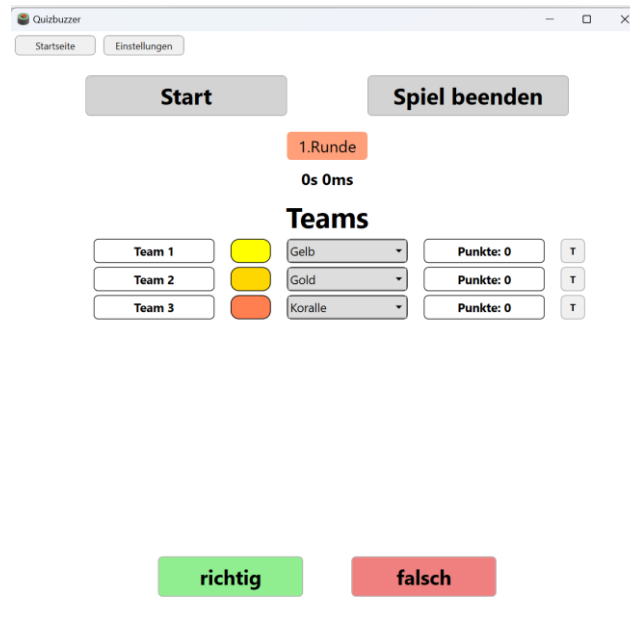 Quizbuzzer
Startseite Einstellungen
Start Spiel beenden
1.Runde
0s 0ms
Teams
Team 1 Gelb Punkte: 0 T
Team 2 Gold Punkte: 0 T
Team 3 Koralle Punkte: 0 T
richtig falsch